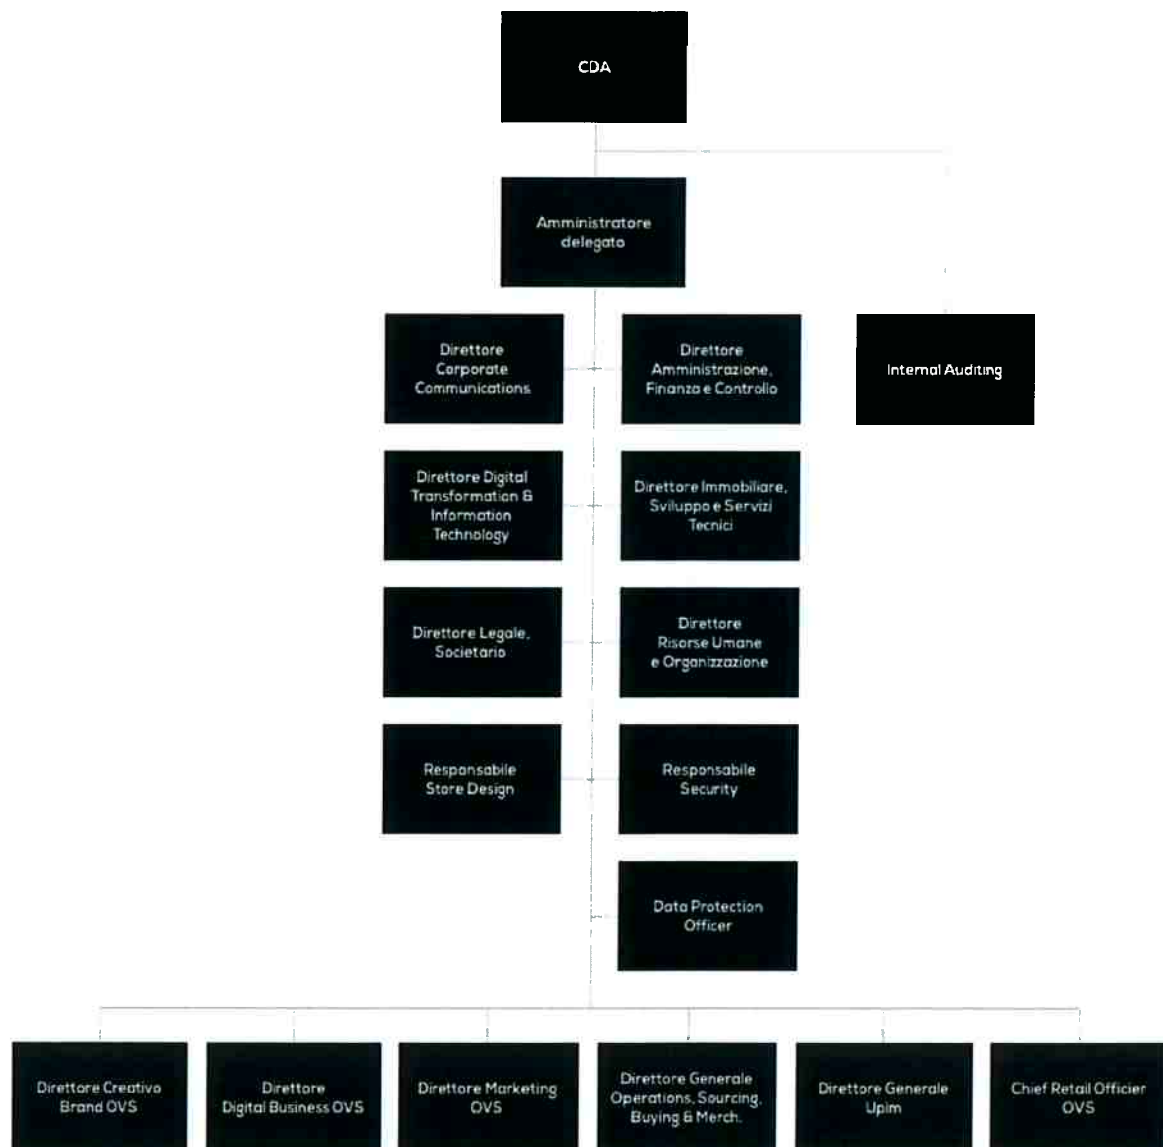 CDA
Amministratore
delegato
Direttore
Corporate
Communications
Direttore
Amministrazione,
Finanza e Controllo
Internal Auditing
Direttore Digital
Transformation &
Information
Technology
Direttore Immobiliare,
Sviluppo e Servizi
Tecnici
Direttore Legale,
Societario
Direttore
Risorse Umane
e Organizzazione
Responsabile
Store Design
Responsabile
Security
Data Protection
Officer
Direttore Creativo
Brand OVS
Direttore
Digital Business OVS
Direttore Marketing
OVS
Direttore Generale
Operations, Sourcing,
Buying & Merch.
Direttore Generale
Upim
Chief Retail Officier
OVS